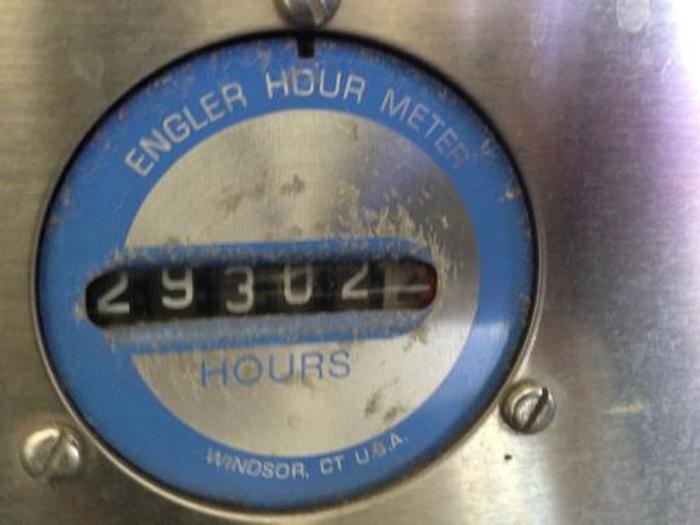 ENGLER HOUR METER
29302
HOURS
WINDSOR, CT U.S.A.